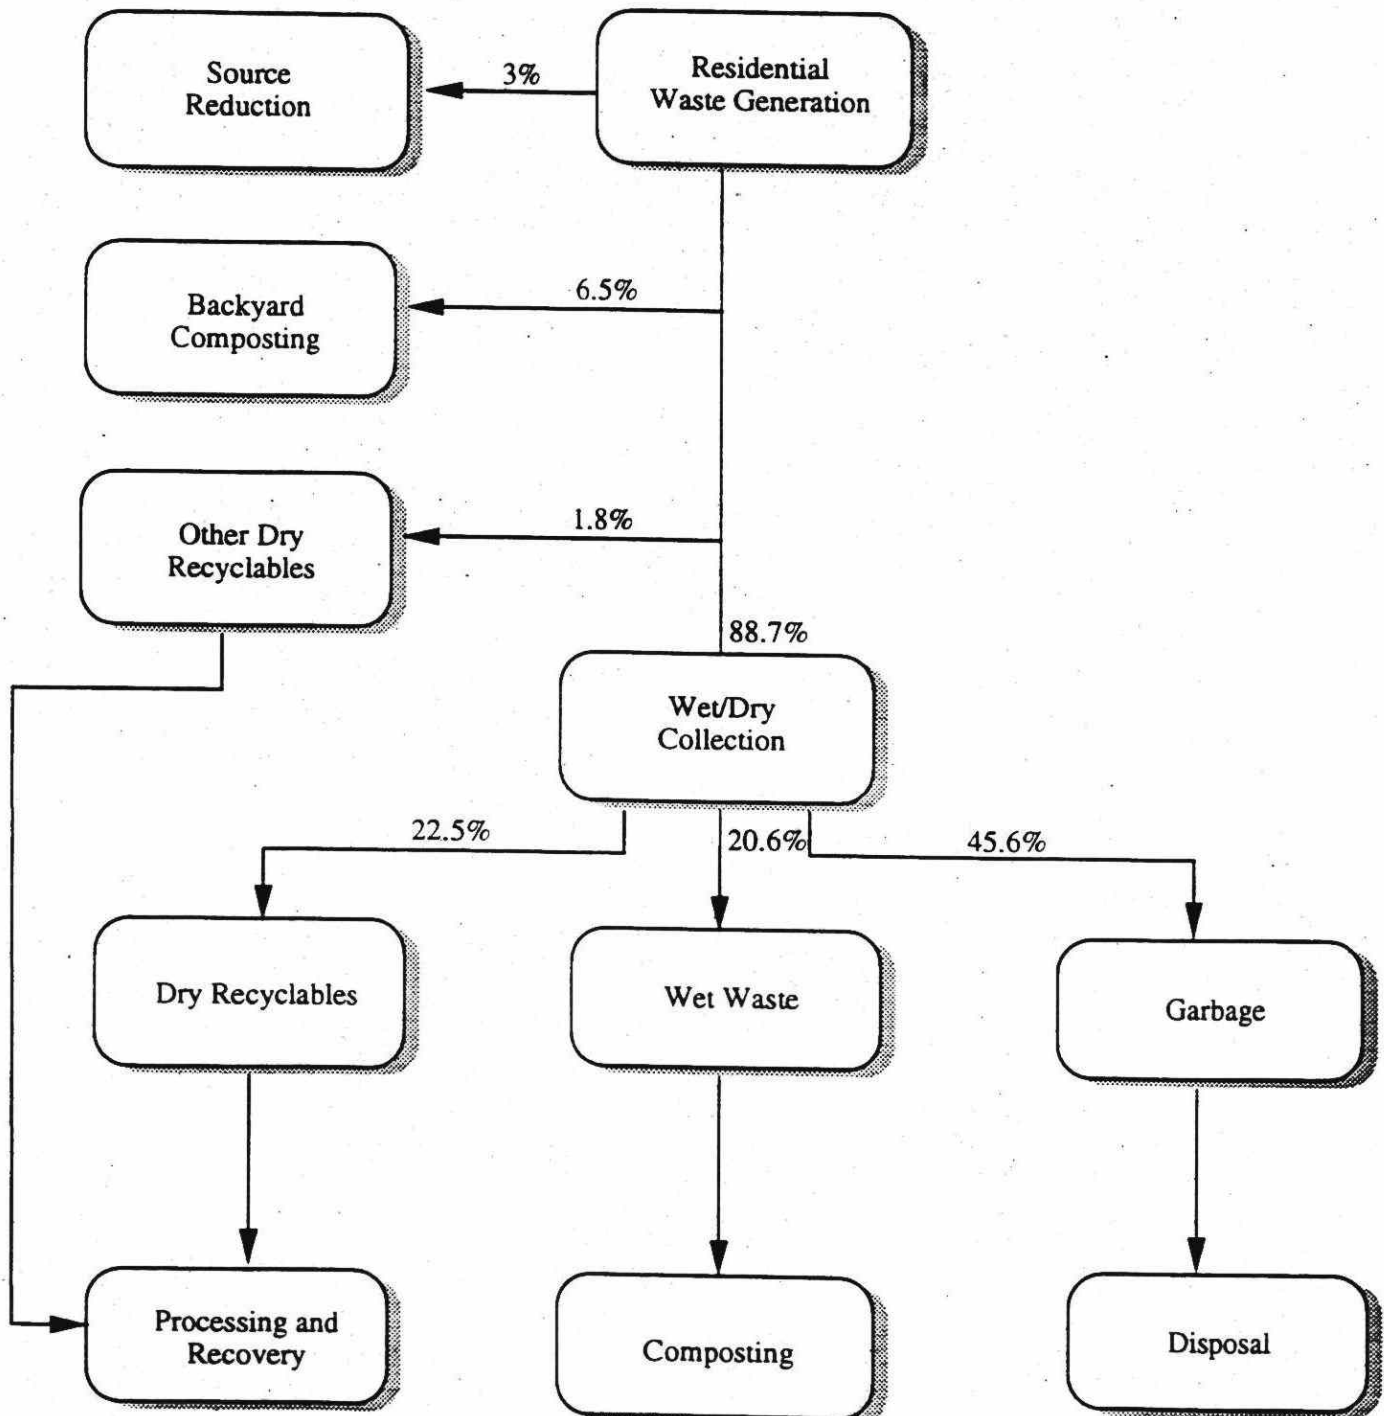 Source
Reduction
3%
Residential
Waste Generation
Backyard
Composting
6.5%
Other Dry
Recyclables
1.8%
88.7%
Wet/Dry
Collection
22.5%
20.6%
45.6%
Dry Recyclables
Wet Waste
Garbage
Processing and
Recovery
Composting
Disposal